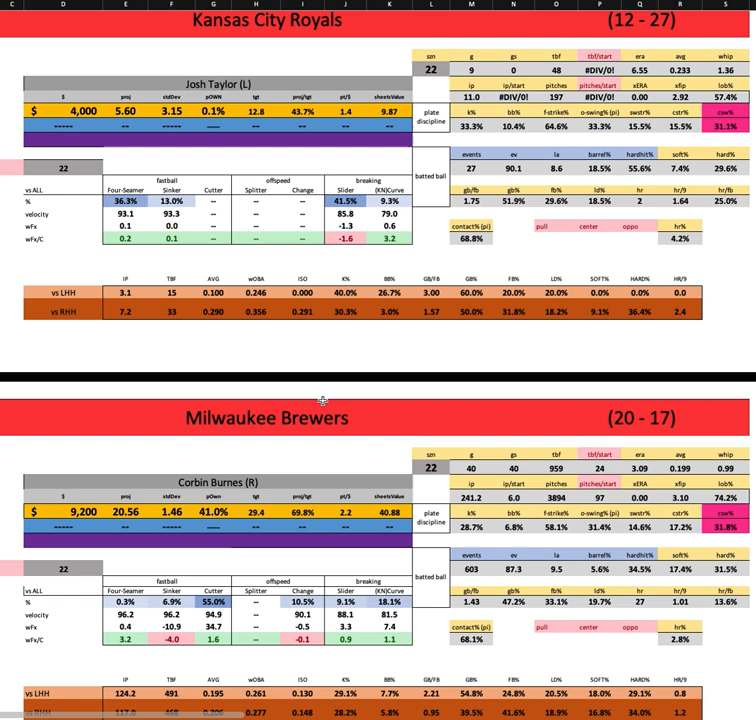 C D E F G H I J K L M N O P Q R S
Kansas City Royals (12 - 27)
szn g gs tbf tbf/start era avg whip
22 9 0 48 #DIV/0! 6.55 0.233 1.36
Josh Taylor (L) ip ip/start pitches pitches/start xERA xfip lob%
$ proj stdDev pOWN tgt proj/tgt pt/$ sheetsValue 11.0 #DIV/0! 197 #DIV/0! 0.00 2.92 57.4%
$ 4,000 5.60 3.15 0.1% 12.8 43.7% 1.4 9.87 plate discipline k% bb% f-strike% o-swing% (pi) swstr% cstr% csw%
----- -- -- ---- -- -- -- -- 33.3% 10.4% 64.6% 33.3% 15.5% 15.5% 31.1%
events ev la barrel% hardhit% soft% hard%
22 batted ball 27 90.1 8.6 18.5% 55.6% 7.4% 29.6%
fastball offspeed breaking
vs ALL Four-Seamer Sinker Cutter Splitter Change Slider (KN)Curve gb/fb gb% fb% ld% hr hr/9 hr/fb
% 36.3% 13.0% -- -- -- 41.5% 9.3% 1.75 51.9% 29.6% 18.5% 2 1.64 25.0%
velocity 93.1 93.3 -- -- -- 85.8 79.0
wFx 0.1 0.0 -- -- -- -1.3 0.6 contact% (pi) pull center oppo hr%
wFx/C 0.2 0.1 -- -- -- -1.6 3.2 68.8% 4.2%
IP TBF AVG wOBA ISO K% BB% GB/FB GB% FB% LD% SOFT% HARD% HR/9
vs LHH 3.1 15 0.100 0.246 0.000 40.0% 26.7% 3.00 60.0% 20.0% 20.0% 0.0% 0.0% 0.0
vs RHH 7.2 33 0.290 0.356 0.291 30.3% 3.0% 1.57 50.0% 31.8% 18.2% 9.1% 36.4% 2.4
Milwaukee Brewers (20 - 17)
szn g gs tbf tbf/start era avg whip
22 40 40 959 24 3.09 0.199 0.99
Corbin Burnes (R) ip ip/start pitches pitches/start xERA xfip lob%
$ proj stdDev pOwn tgt proj/tgt pt/$ sheetsValue 241.2 6.0 3894 97 0.00 3.10 74.2%
$ 9,200 20.56 1.46 41.0% 29.4 69.8% 2.2 40.88 plate discipline k% bb% f-strike% o-swing% (pi) swstr% cstr% csw%
----- -- -- ---- -- -- -- -- 28.7% 6.8% 58.1% 31.4% 14.6% 17.2% 31.8%
events ev la barrel% hardhit% soft% hard%
22 batted ball 603 87.3 9.5 5.6% 34.5% 17.4% 31.5%
fastball offspeed breaking
vs ALL Four-Seamer Sinker Cutter Splitter Change Slider (KN)Curve gb/fb gb% fb% ld% hr hr/9 hr/fb
% 0.3% 6.9% 55.0% -- 10.5% 9.1% 18.1% 1.43 47.2% 33.1% 19.7% 27 1.01 13.6%
velocity 96.2 96.2 94.9 -- 90.1 88.1 81.5
wFx 0.4 -10.9 34.7 -- -0.5 3.3 7.4 contact% (pi) pull center oppo hr%
wFx/C 3.2 -4.0 1.6 -- -0.1 0.9 1.1 68.1% 2.8%
IP TBF AVG wOBA ISO K% BB% GB/FB GB% FB% LD% SOFT% HARD% HR/9
vs LHH 124.2 491 0.195 0.261 0.130 29.1% 7.7% 2.21 54.8% 24.8% 20.5% 18.0% 29.1% 0.8
vs RHH 117.0 468 0.206 0.277 0.148 28.2% 5.8% 0.95 39.5% 41.6% 18.9% 16.8% 34.0% 1.2